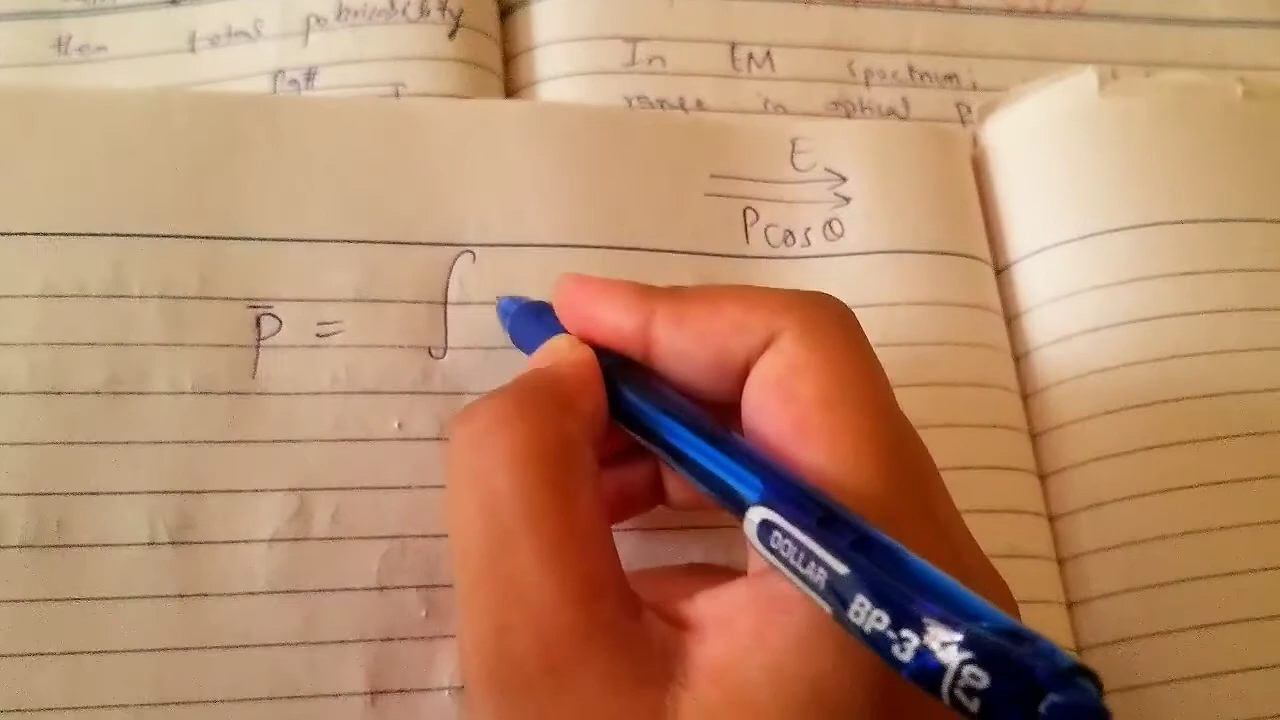 then total polarizability
In EM spectrum;
range in optical
E
P cos θ
P̄ = ∫
DOLLAR
BP-3